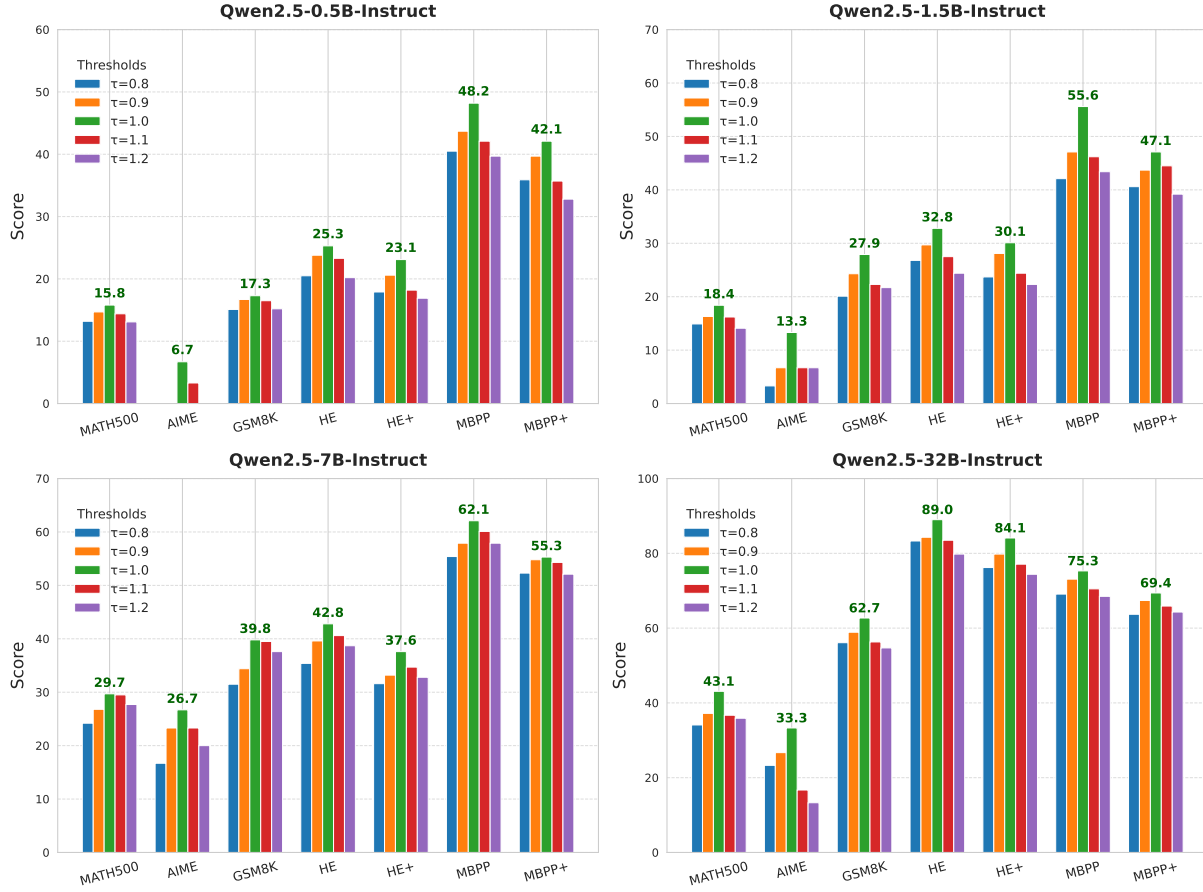 Qwen2.5-0.5B-Instruct
60
50
40
30
20
10
0
Score
Thresholds
τ=0.8
τ=0.9
τ=1.0
τ=1.1
τ=1.2
15.8
6.7
17.3
25.3
23.1
48.2
42.1
MATH500
AIME
GSM8K
HE
HE+
MBPP
MBPP+
Qwen2.5-1.5B-Instruct
70
60
50
40
30
20
10
0
Score
Thresholds
τ=0.8
τ=0.9
τ=1.0
τ=1.1
τ=1.2
18.4
13.3
27.9
32.8
30.1
55.6
47.1
MATH500
AIME
GSM8K
HE
HE+
MBPP
MBPP+
Qwen2.5-7B-Instruct
70
60
50
40
30
20
10
0
Score
Thresholds
τ=0.8
τ=0.9
τ=1.0
τ=1.1
τ=1.2
29.7
26.7
39.8
42.8
37.6
62.1
55.3
MATH500
AIME
GSM8K
HE
HE+
MBPP
MBPP+
Qwen2.5-32B-Instruct
100
80
60
40
20
0
Score
Thresholds
τ=0.8
τ=0.9
τ=1.0
τ=1.1
τ=1.2
43.1
33.3
62.7
89.0
84.1
75.3
69.4
MATH500
AIME
GSM8K
HE
HE+
MBPP
MBPP+